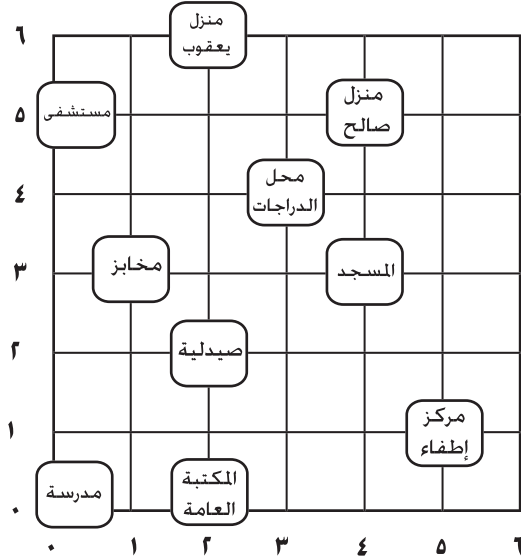 ٦
منزل
يعقوب
٥
مستشفى
منزل
صالح
٤
محل
الدراجات
٣
مخابز
المسجد
٢
صيدلية
١
مركز
إطفاء
٠
مدرسة
المكتبة
العامة
٠ ١ ٢ ٣ ٤ ٥ ٦